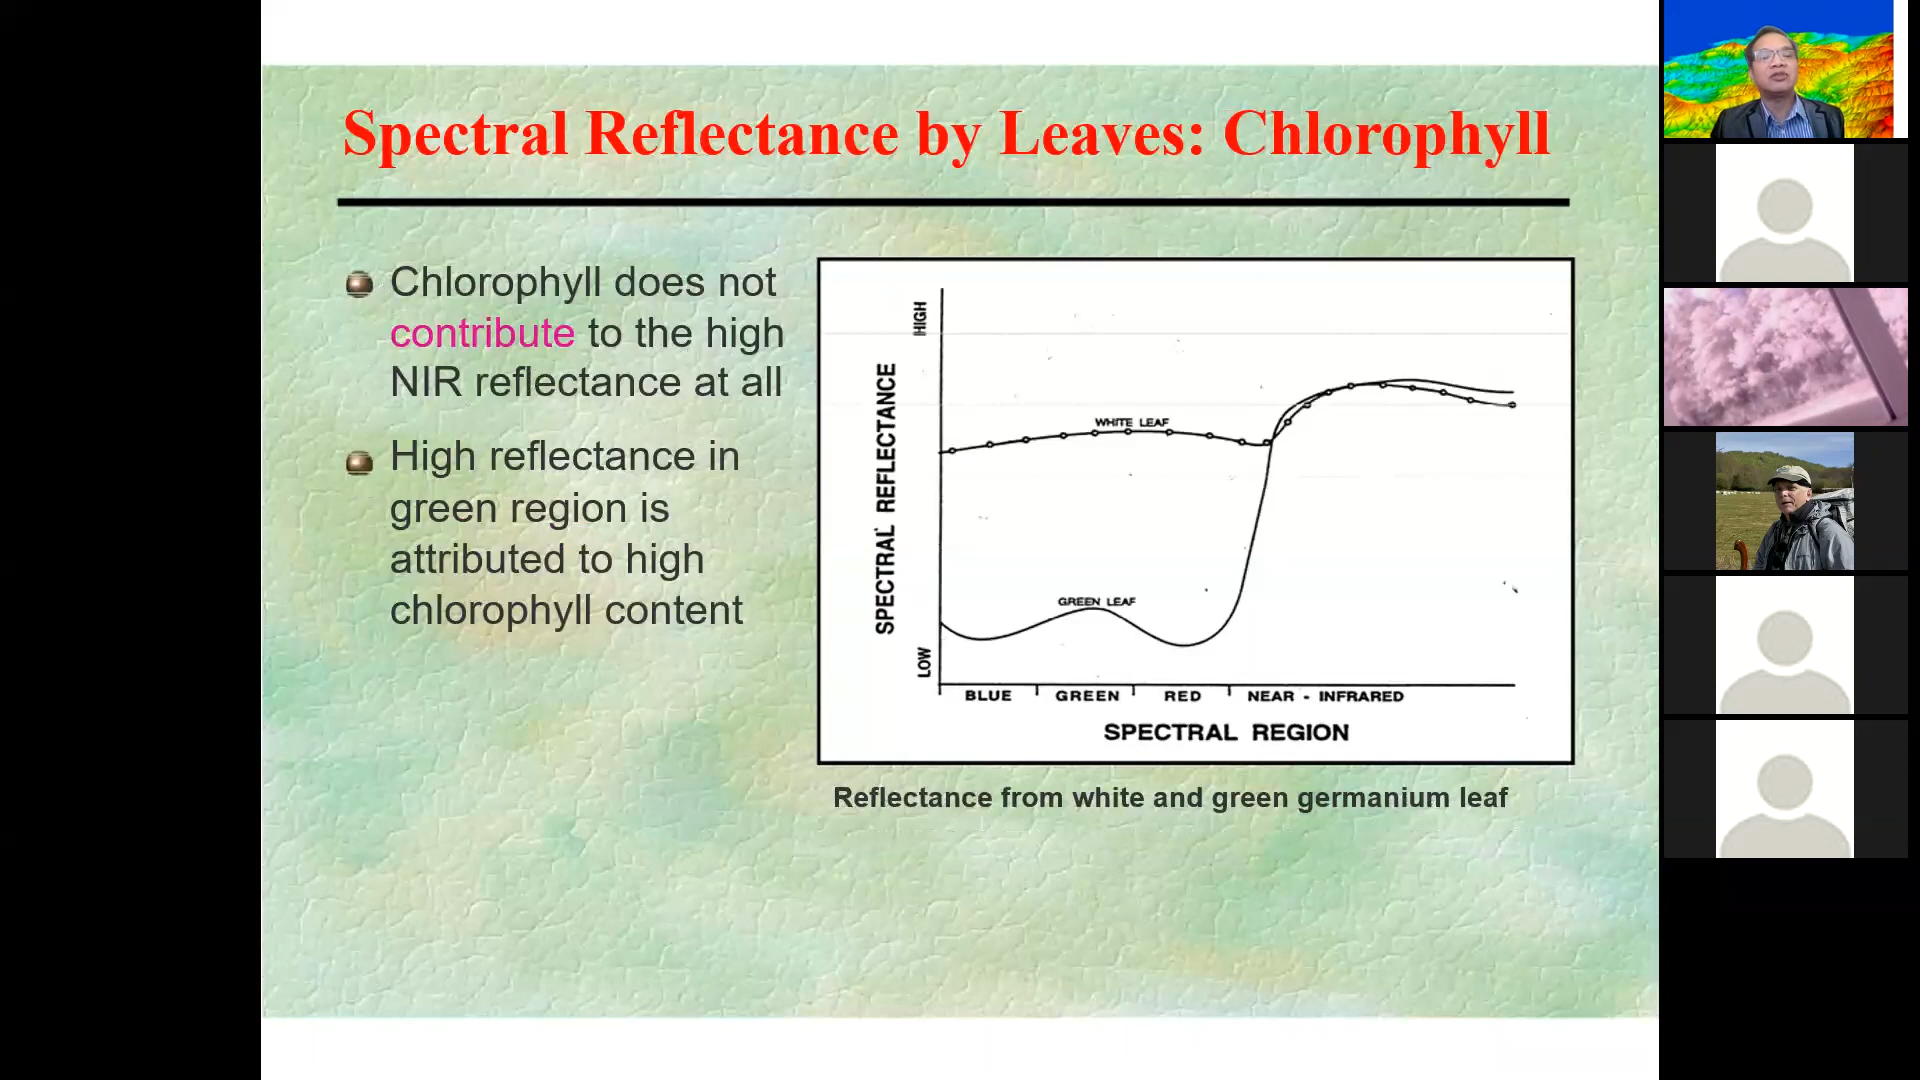 Spectral Reflectance by Leaves: Chlorophyll
Chlorophyll does not
contribute to the high
NIR reflectance at all
High reflectance in
green region is
attributed to high
chlorophyll content
HIGH
SPECTRAL REFLECTANCE
LOW
WHITE LEAF
GREEN LEAF
BLUE GREEN RED NEAR - INFRARED
SPECTRAL REGION
Reflectance from white and green germanium leaf